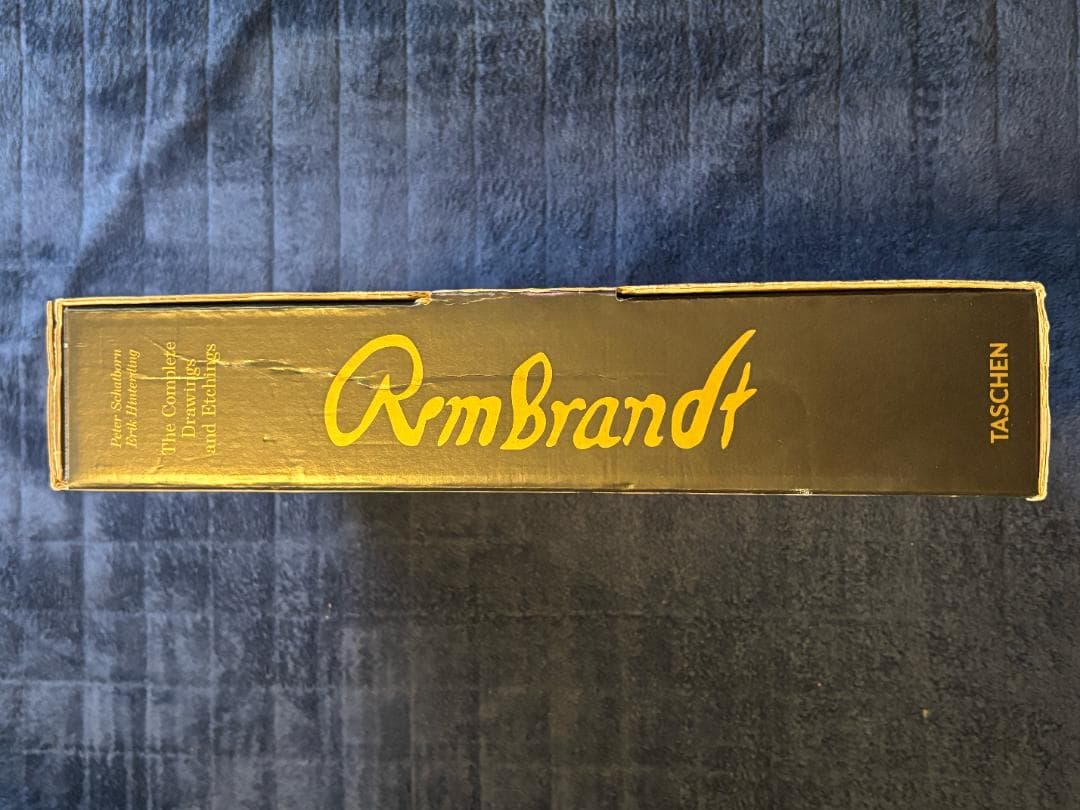 Peter Schatborn
Erik Hinterding
The Complete
Drawings
and Etchings
Rembrandt
TASCHEN